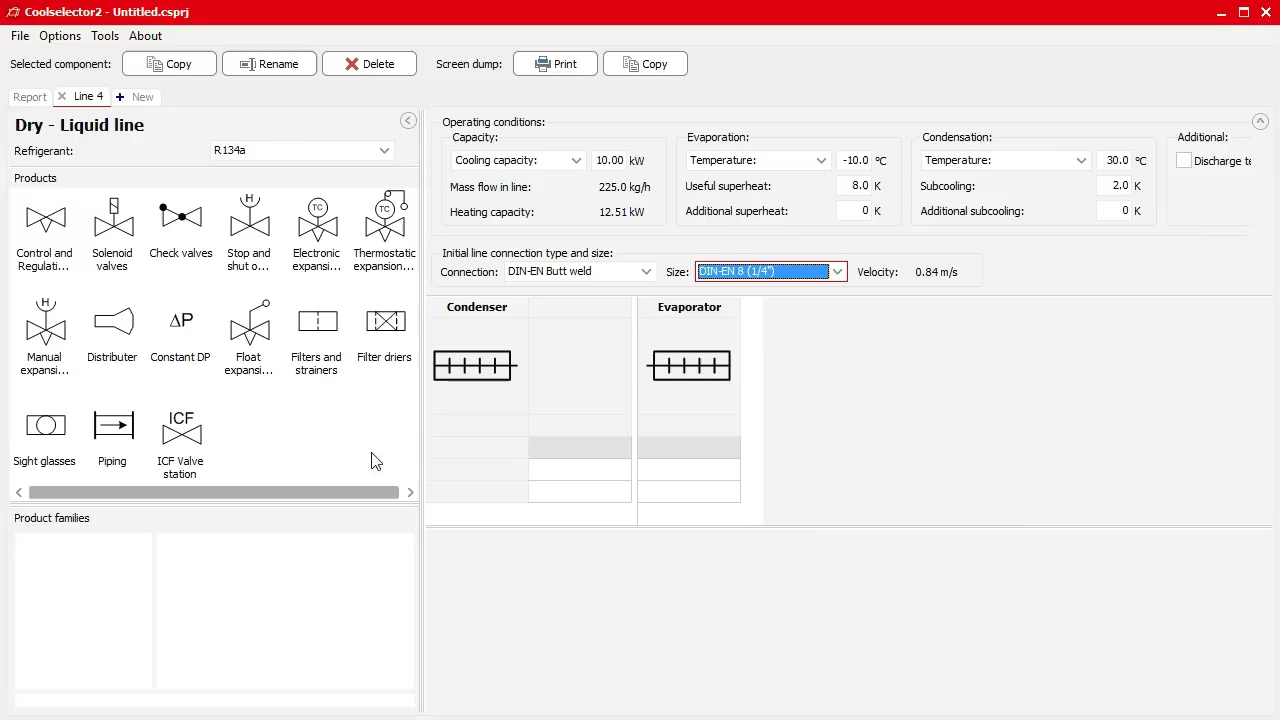 Coolselector2 - Untitled.csprj
File Options Tools About
Selected component: Copy Rename Delete Screen dump: Print Copy
Report Line 4 New
Dry - Liquid line
Refrigerant: R134a
Products
Control and Regulati...
Solenoid valves
Check valves
Stop and shut o...
Electronic expansi...
Thermostatic expansion...
Manual expansi...
Distributer
Constant DP
Float expansi...
Filters and strainers
Filter driers
Sight glasses
Piping
ICF Valve station
H
TC
TC
H
ΔP
ICF
Product families
Operating conditions:
Capacity:
Cooling capacity: 10.00 kW
Mass flow in line: 225.0 kg/h
Heating capacity: 12.51 kW
Evaporation:
Temperature: -10.0 °C
Useful superheat: 8.0 K
Additional superheat: 0 K
Condensation:
Temperature: 30.0 °C
Subcooling: 2.0 K
Additional subcooling: 0 K
Additional:
Discharge te
Initial line connection type and size:
Connection: DIN-EN Butt weld Size: DIN-EN 8 (1/4") Velocity: 0.84 m/s
Condenser Evaporator